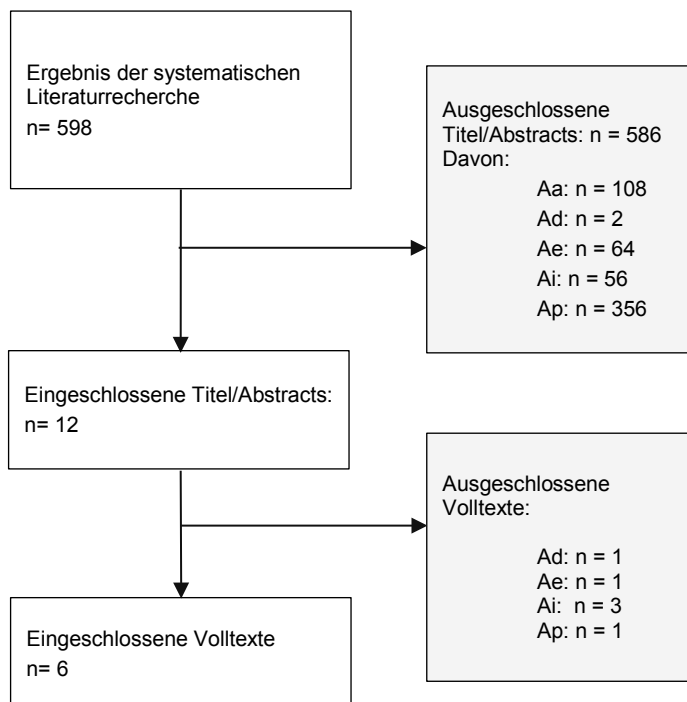 Ergebnis der systematischen
Literaturrecherche
n= 598
Ausgeschlossene
Titel/Abstracts: n = 586
Davon:
Aa: n = 108
Ad: n = 2
Ae: n = 64
Ai: n = 56
Ap: n = 356
Eingeschlossene Titel/Abstracts:
n= 12
Ausgeschlossene
Volltexte:
Ad: n = 1
Ae: n = 1
Ai:  n = 3
Ap: n = 1
Eingeschlossene Volltexte
n= 6